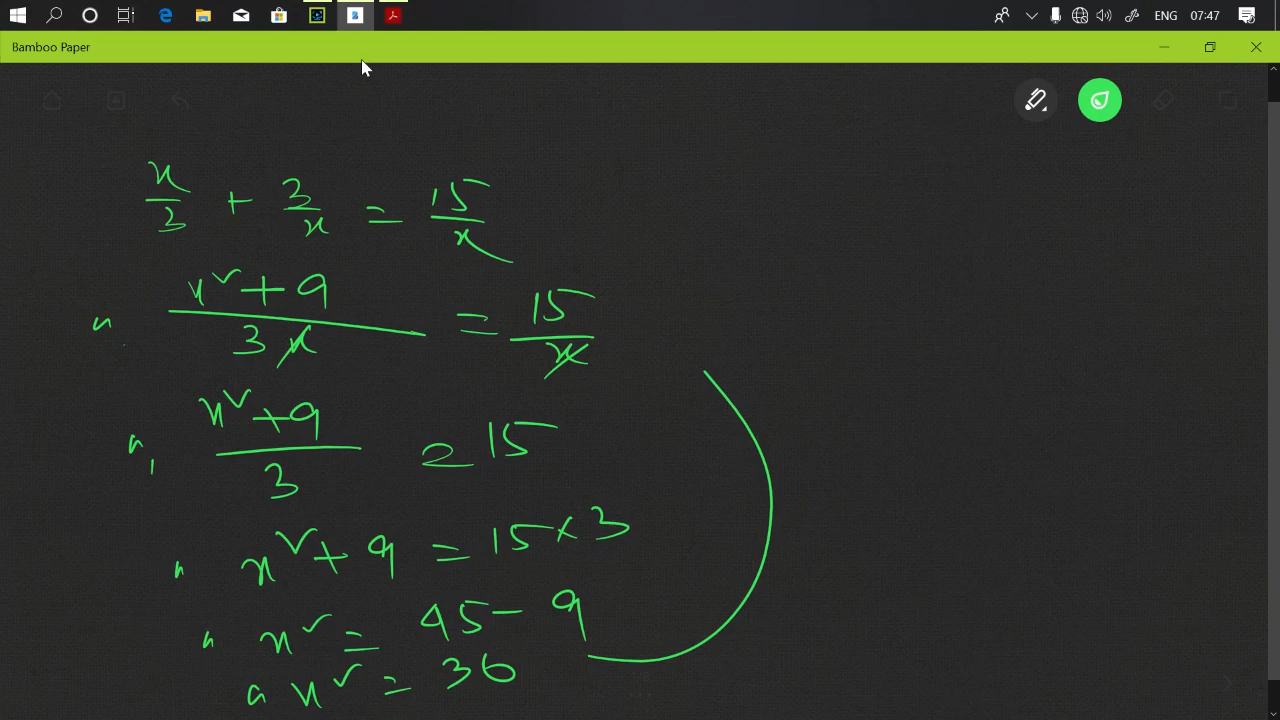 ENG 07:47
Bamboo Paper
x/3 + 3/x = 15/x
(x² + 9)/(3x) = 15/x
(x² + 9)/3 = 15
x² + 9 = 15 × 3
x² = 45 - 9
x² = 36